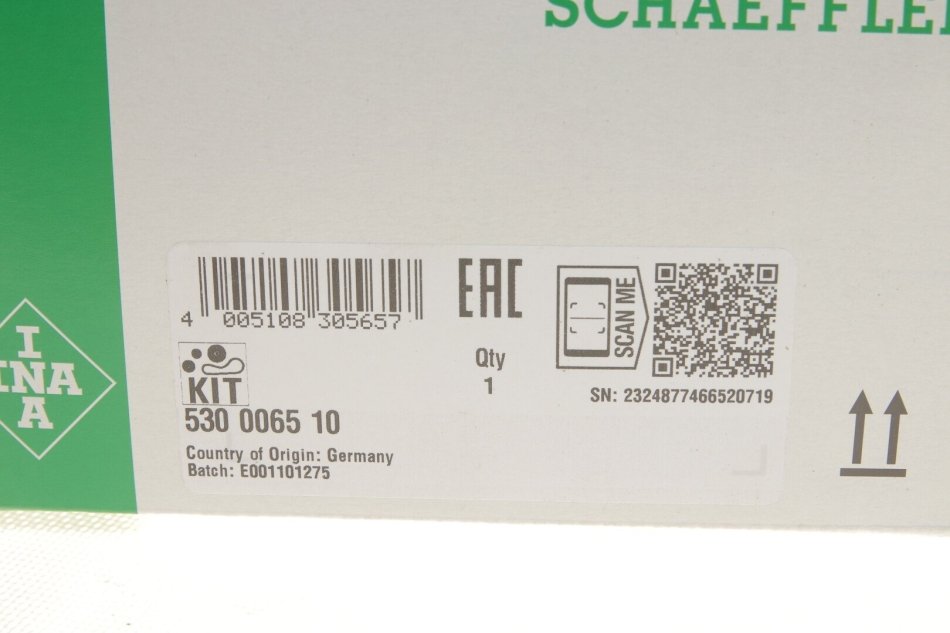 SCHAEFFLE
4 005108 305657
EAC
SCAN ME
Qty
1
SN: 2324877466520719
KIT
530 0065 10
Country of Origin: Germany
Batch: E001101275
I
INA
A